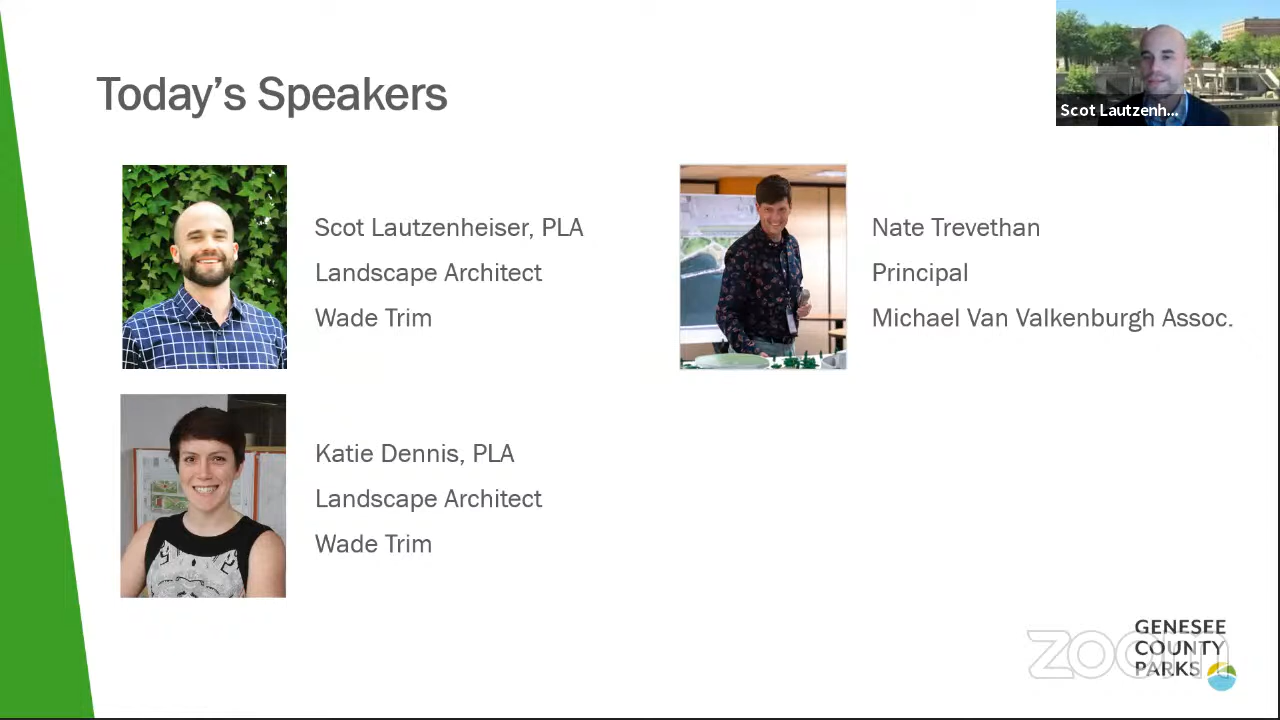 Today's Speakers
Scot Lautzenh...
Scot Lautzenheiser, PLA
Landscape Architect
Wade Trim
Nate Trevethan
Principal
Michael Van Valkenburgh Assoc.
Katie Dennis, PLA
Landscape Architect
Wade Trim
GENESEE
COUNTY
PARKS
zoom